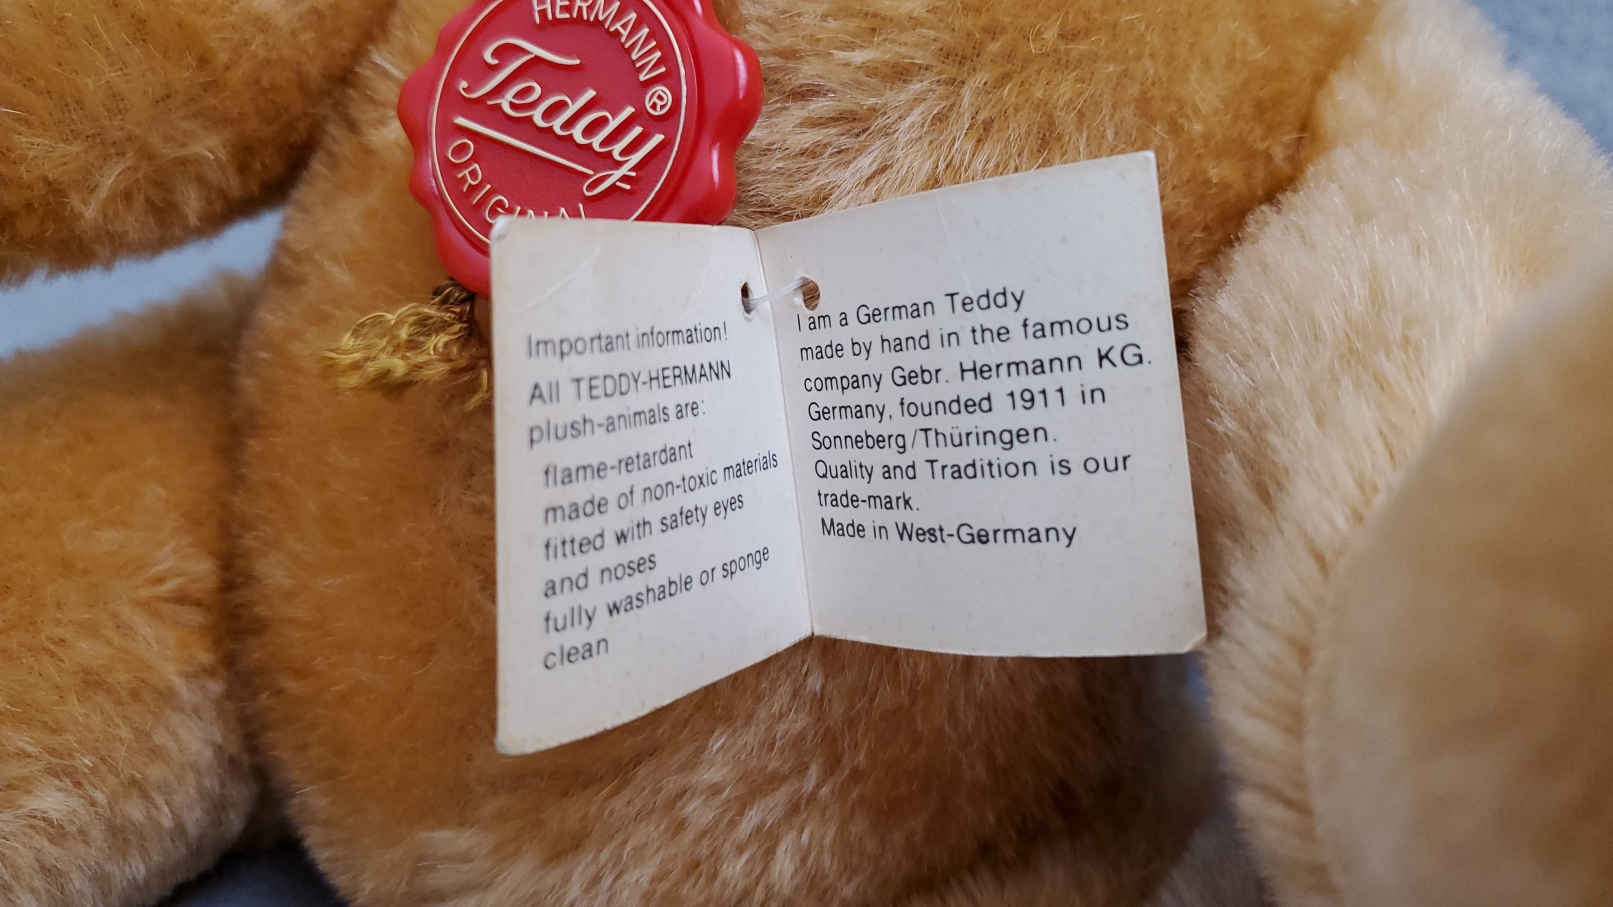 HERMANN®
Teddy
ORIGINAL
Important information!
All TEDDY-HERMANN
plush-animals are:
flame-retardant
made of non-toxic materials
fitted with safety eyes
and noses
fully washable or sponge
clean
I am a German Teddy
made by hand in the famous
company Gebr. Hermann KG.
Germany, founded 1911 in
Sonneberg/Thüringen.
Quality and Tradition is our
trade-mark.
Made in West-Germany